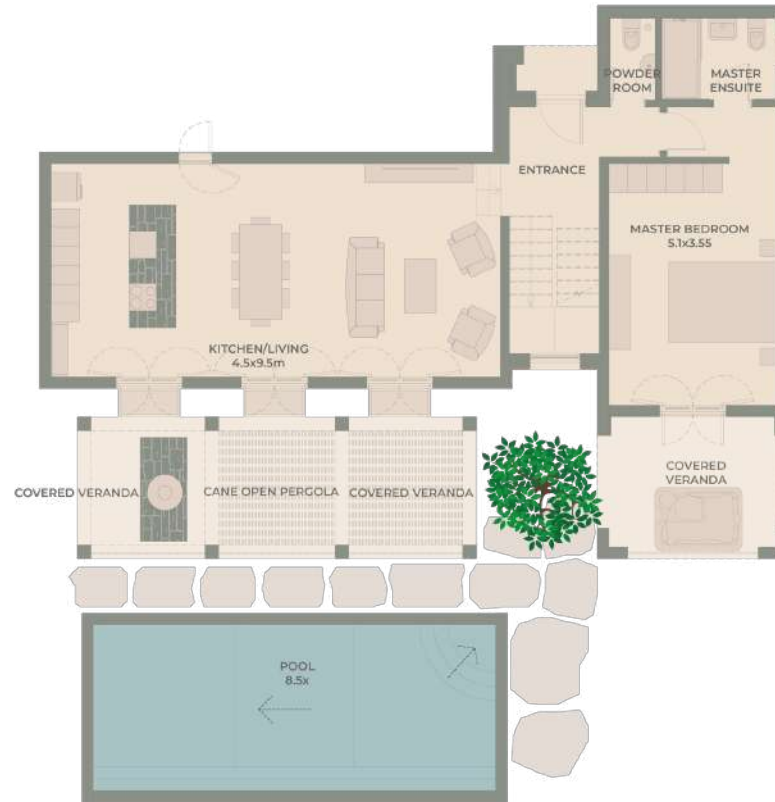 POWDER
ROOM
MASTER
ENSUITE
ENTRANCE
MASTER BEDROOM
5.1x3.55
KITCHEN/LIVING
4.5x9.5m
COVERED VERANDA
CANE OPEN PERGOLA
COVERED VERANDA
COVERED
VERANDA
POOL
8.5x